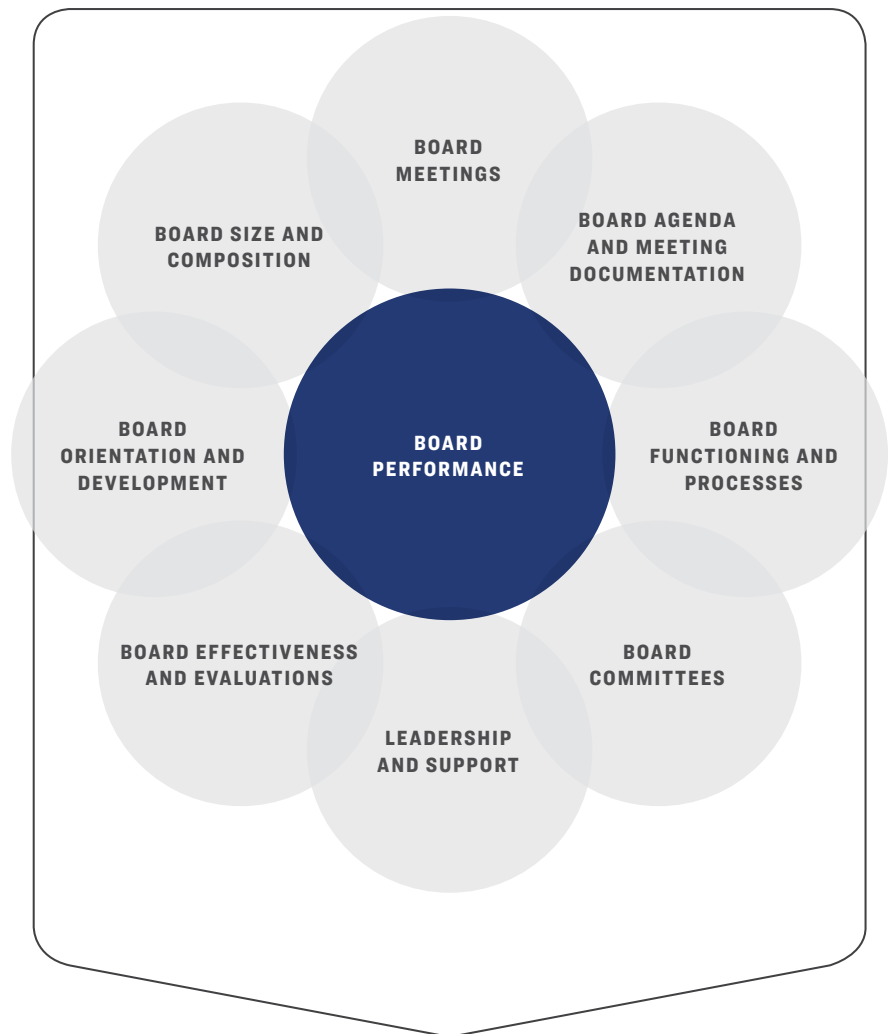 BOARD
MEETINGS
BOARD AGENDA
AND MEETING
DOCUMENTATION
BOARD SIZE AND
COMPOSITION
BOARD
ORIENTATION AND
DEVELOPMENT
BOARD
PERFORMANCE
BOARD
FUNCTIONING AND
PROCESSES
BOARD EFFECTIVENESS
AND EVALUATIONS
BOARD
COMMITTEES
LEADERSHIP
AND SUPPORT